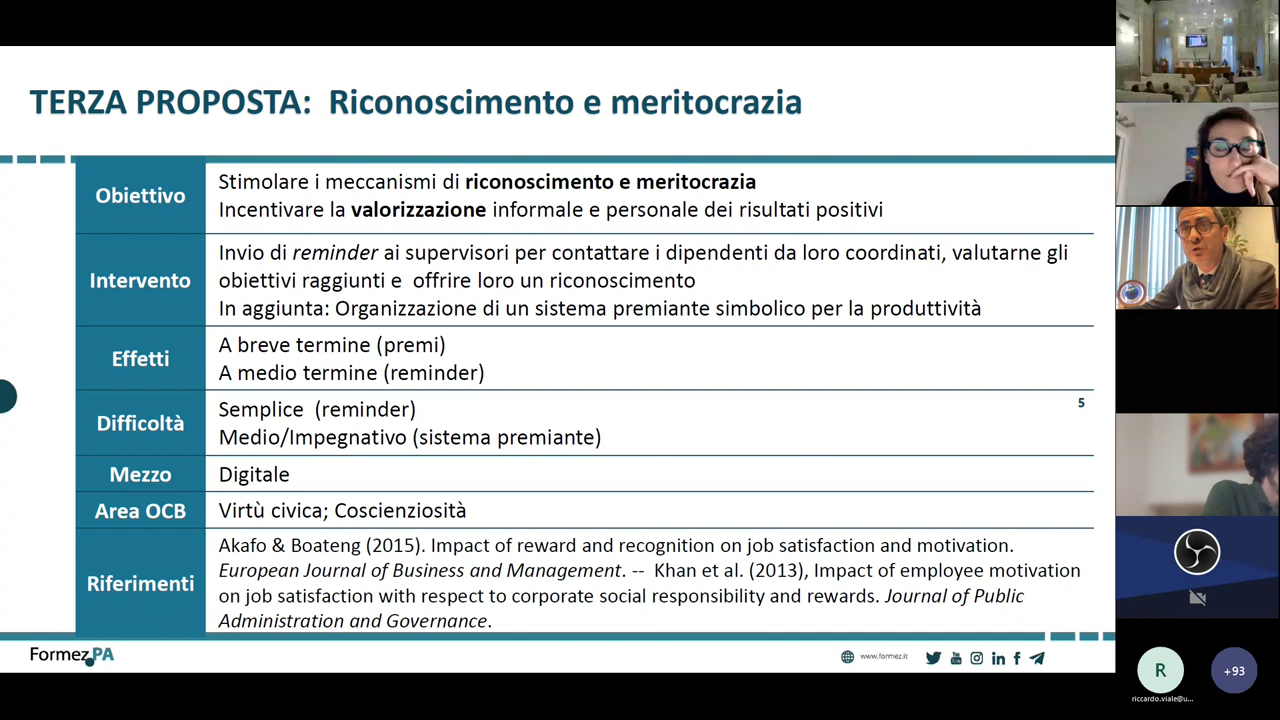 TERZA PROPOSTA: Riconoscimento e meritocrazia
Obiettivo
Stimolare i meccanismi di riconoscimento e meritocrazia
Incentivare la valorizzazione informale e personale dei risultati positivi
Intervento
Invio di reminder ai supervisori per contattare i dipendenti da loro coordinati, valutarne gli
obiettivi raggiunti e offrire loro un riconoscimento
In aggiunta: Organizzazione di un sistema premiante simbolico per la produttività
Effetti
A breve termine (premi)
A medio termine (reminder)
Difficoltà
Semplice (reminder)
Medio/Impegnativo (sistema premiante)
5
Mezzo
Digitale
Area OCB
Virtù civica; Coscienziosità
Riferimenti
Akafo & Boateng (2015). Impact of reward and recognition on job satisfaction and motivation.
European Journal of Business and Management. -- Khan et al. (2013), Impact of employee motivation
on job satisfaction with respect to corporate social responsibility and rewards. Journal of Public
Administration and Governance.
Formez PA
www.formez.it
R
+93
riccardo.viale@u...